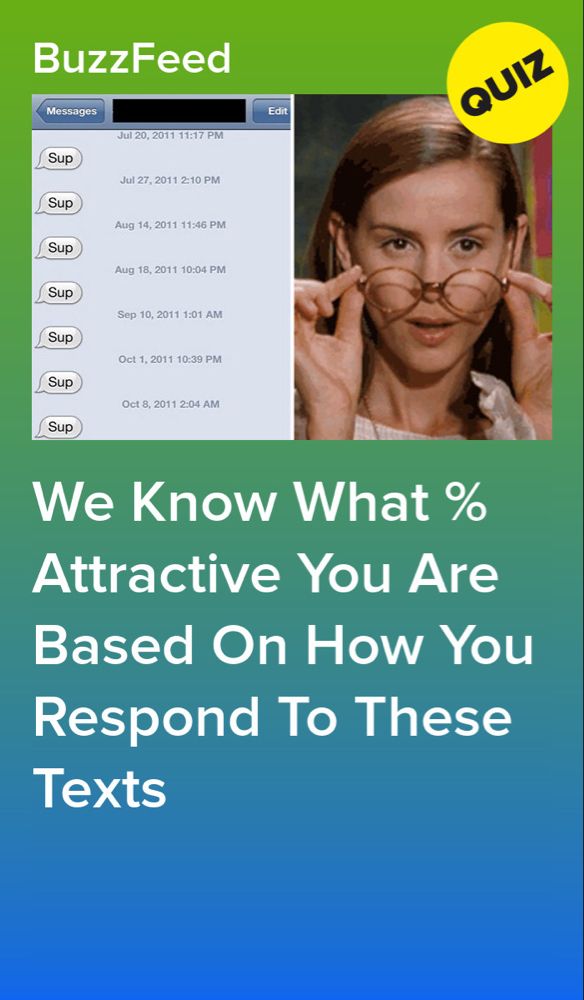 BuzzFeed
QUIZ
Messages
Edit
Jul 20, 2011 11:17 PM
Sup
Jul 27, 2011 2:10 PM
Sup
Aug 14, 2011 11:46 PM
Sup
Aug 18, 2011 10:04 PM
Sup
Sep 10, 2011 1:01 AM
Sup
Oct 1, 2011 10:39 PM
Sup
Oct 8, 2011 2:04 AM
Sup
We Know What %
Attractive You Are
Based On How You
Respond To These
Texts